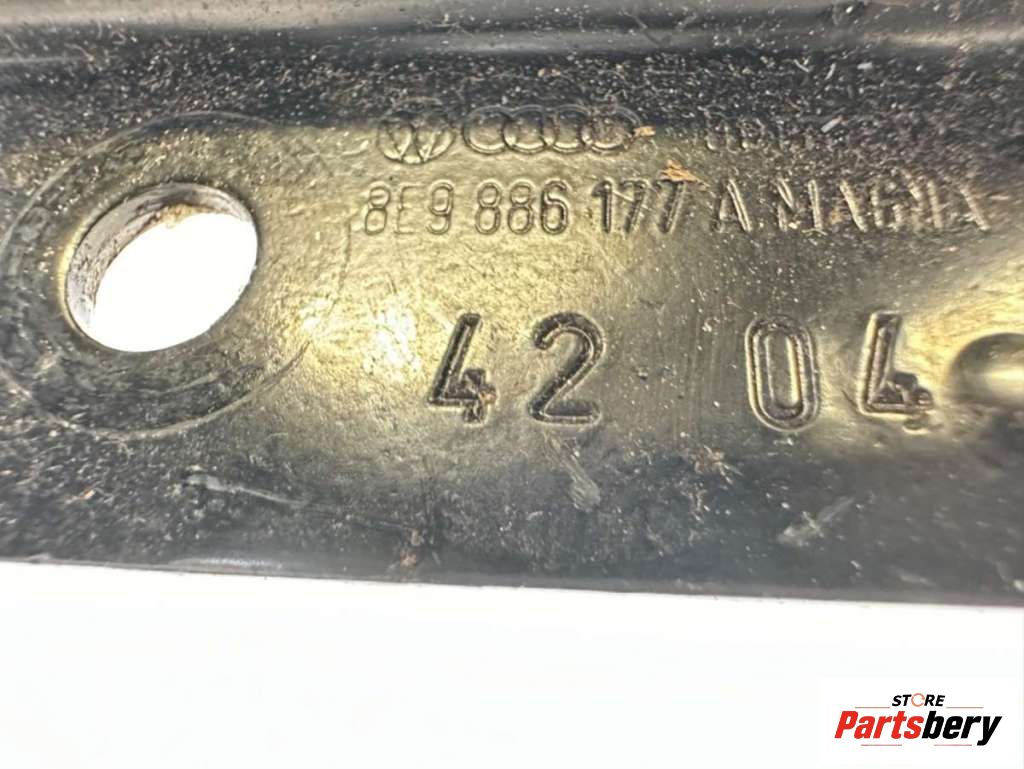 8E9 886 177 A MAGNA
42 04
STORE
Partsbery